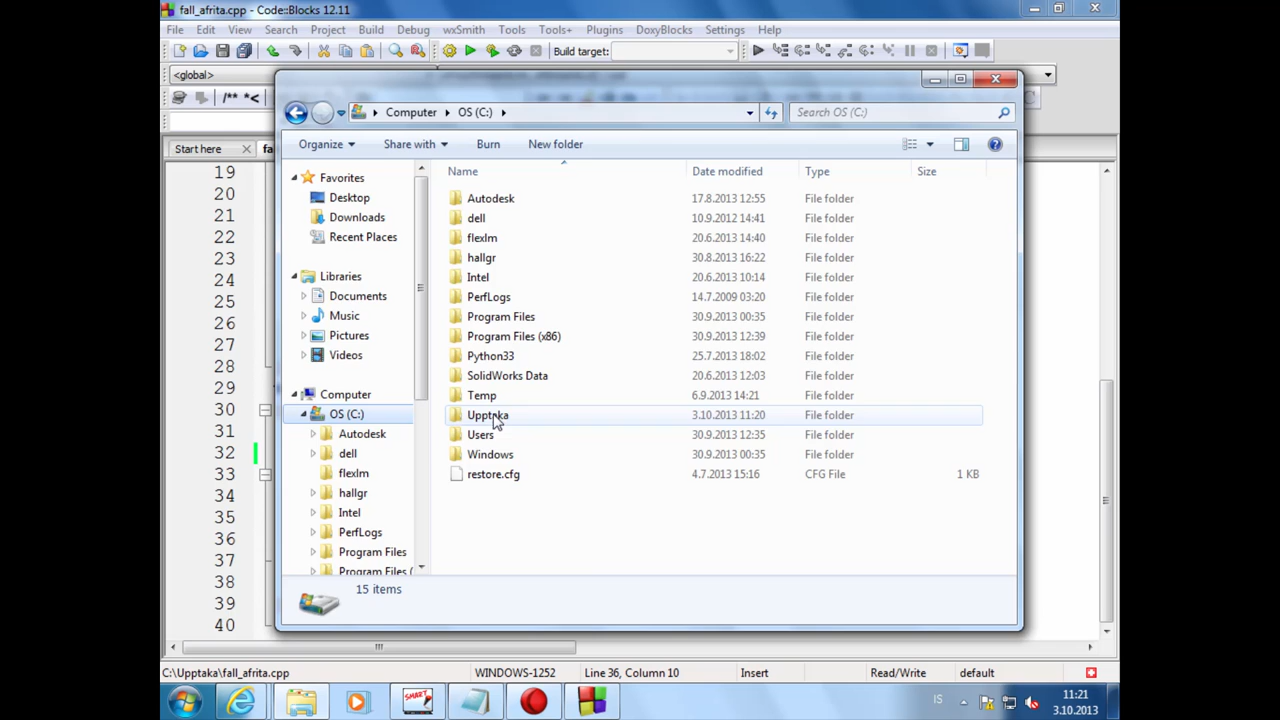 fall_afrita.cpp - Code::Blocks 12.11
File Edit View Search Project Build Debug wxSmith Tools Tools+ Plugins DoxyBlocks Settings Help
Build target:
<global>
/** *<
Computer OS (C:)
Search OS (C:)
Organize Share with Burn New folder
Start here fa
Name Date modified Type Size
Favorites
Desktop
Downloads
Recent Places
Libraries
Documents
Music
Pictures
Videos
Computer
OS (C:)
Autodesk
dell
flexlm
hallgr
Intel
PerfLogs
Program Files
Program Files (
Autodesk 17.8.2013 12:55 File folder
dell 10.9.2012 14:41 File folder
flexlm 20.6.2013 14:40 File folder
hallgr 30.8.2013 16:22 File folder
Intel 20.6.2013 10:14 File folder
PerfLogs 14.7.2009 03:20 File folder
Program Files 30.9.2013 00:35 File folder
Program Files (x86) 30.9.2013 12:39 File folder
Python33 25.7.2013 18:02 File folder
SolidWorks Data 20.6.2013 12:03 File folder
Temp 6.9.2013 14:21 File folder
Upptaka 3.10.2013 11:20 File folder
Users 30.9.2013 12:35 File folder
Windows 30.9.2013 00:35 File folder
restore.cfg 4.7.2013 15:16 CFG File 1 KB
15 items
19
20
21
22
23
24
25
26
27
28
29
30
31
32
33
34
35
36
37
38
39
40
C:\Upptaka\fall_afrita.cpp WINDOWS-1252 Line 36, Column 10 Insert Read/Write default
SMART
IS
11:21
3.10.2013